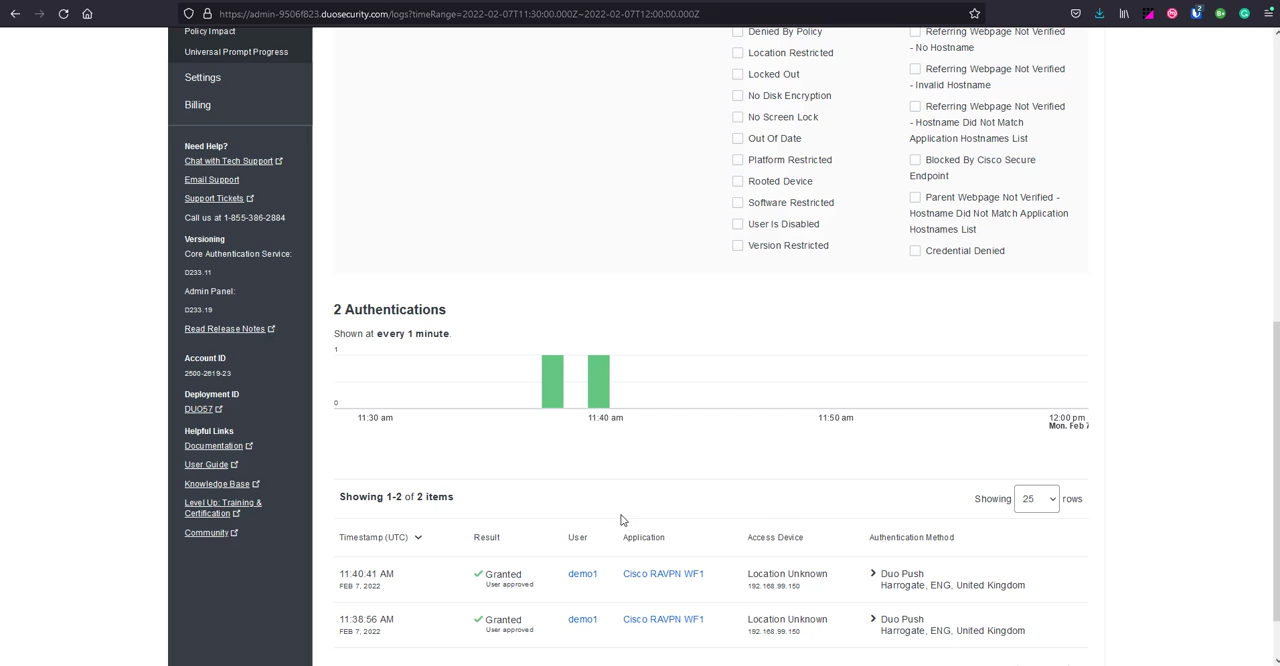 https://admin-9506f823.duosecurity.com/logs?timeRange=2022-02-07T11:30:00.000Z~2022-02-07T12:00:00.000Z
Policy Impact
Universal Prompt Progress
Settings
Billing
Need Help?
Chat with Tech Support
Email Support
Support Tickets
Call us at 1-855-386-2884
Versioning
Core Authentication Service:
D233.11
Admin Panel:
D233.19
Read Release Notes
Account ID
2500-2619-23
Deployment ID
DUO57
Helpful Links
Documentation
User Guide
Knowledge Base
Level Up: Training &
Certification
Community
Denied By Policy
Location Restricted
Locked Out
No Disk Encryption
No Screen Lock
Out Of Date
Platform Restricted
Rooted Device
Software Restricted
User Is Disabled
Version Restricted
Referring Webpage Not Verified
- No Hostname
Referring Webpage Not Verified
- Invalid Hostname
Referring Webpage Not Verified
- Hostname Did Not Match
Application Hostnames List
Blocked By Cisco Secure
Endpoint
Parent Webpage Not Verified -
Hostname Did Not Match Application
Hostnames List
Credential Denied
2 Authentications
Shown at every 1 minute.
1
0
11:30 am 11:40 am 11:50 am 12:00 pm
Mon. Feb 7
Showing 1-2 of 2 items Showing 25 rows
Timestamp (UTC) Result User Application Access Device Authentication Method
11:40:41 AM Granted demo1 Cisco RAVPN WF1 Location Unknown Duo Push
FEB 7, 2022 User approved 192.168.99.150 Harrogate, ENG, United Kingdom
11:38:56 AM Granted demo1 Cisco RAVPN WF1 Location Unknown Duo Push
FEB 7, 2022 User approved 192.168.99.150 Harrogate, ENG, United Kingdom